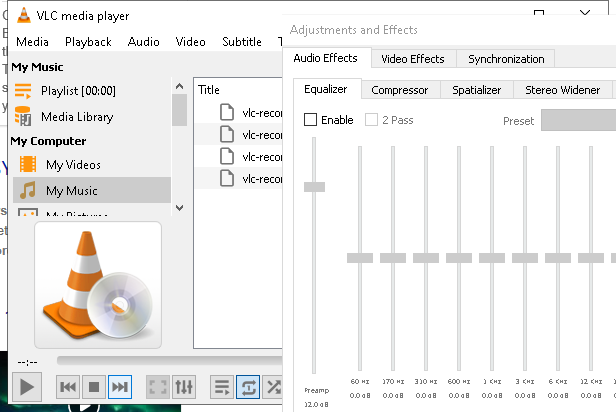 VLC media player
Media Playback Audio Video Subtitle T
My Music
Playlist [00:00]
Media Library
My Computer
My Videos
My Music
My Pictures
Title
vlc-recor
vlc-recor
vlc-recor
vlc-recor
--:--
Adjustments and Effects
Audio Effects Video Effects Synchronization
Equalizer Compressor Spatializer Stereo Widener
Enable 2 Pass Preset
60 Hz 170 Hz 310 Hz 600 Hz 1 KHz 3 KHz 6 KHz 12 KHz
Preamp 0.0 dB 0.0 dB 0.0 dB 0.0 dB 0.0 dB 0.0 dB 0.0 dB 0.0 dB
12.0 dB